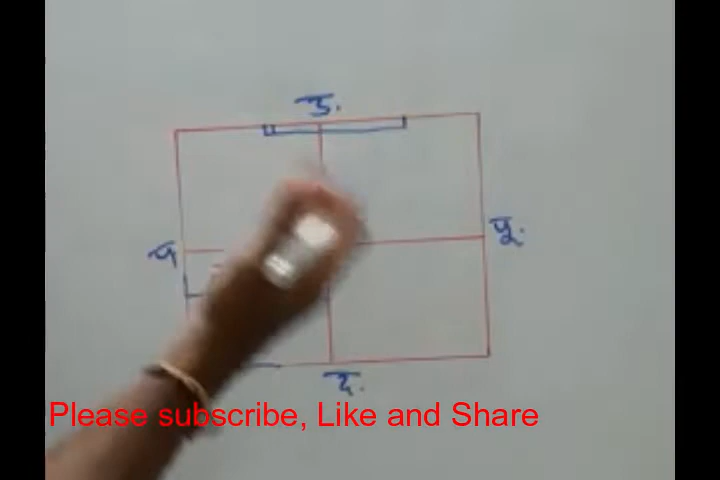 उ.
प
पू.
द.
Please subscribe, Like and Share